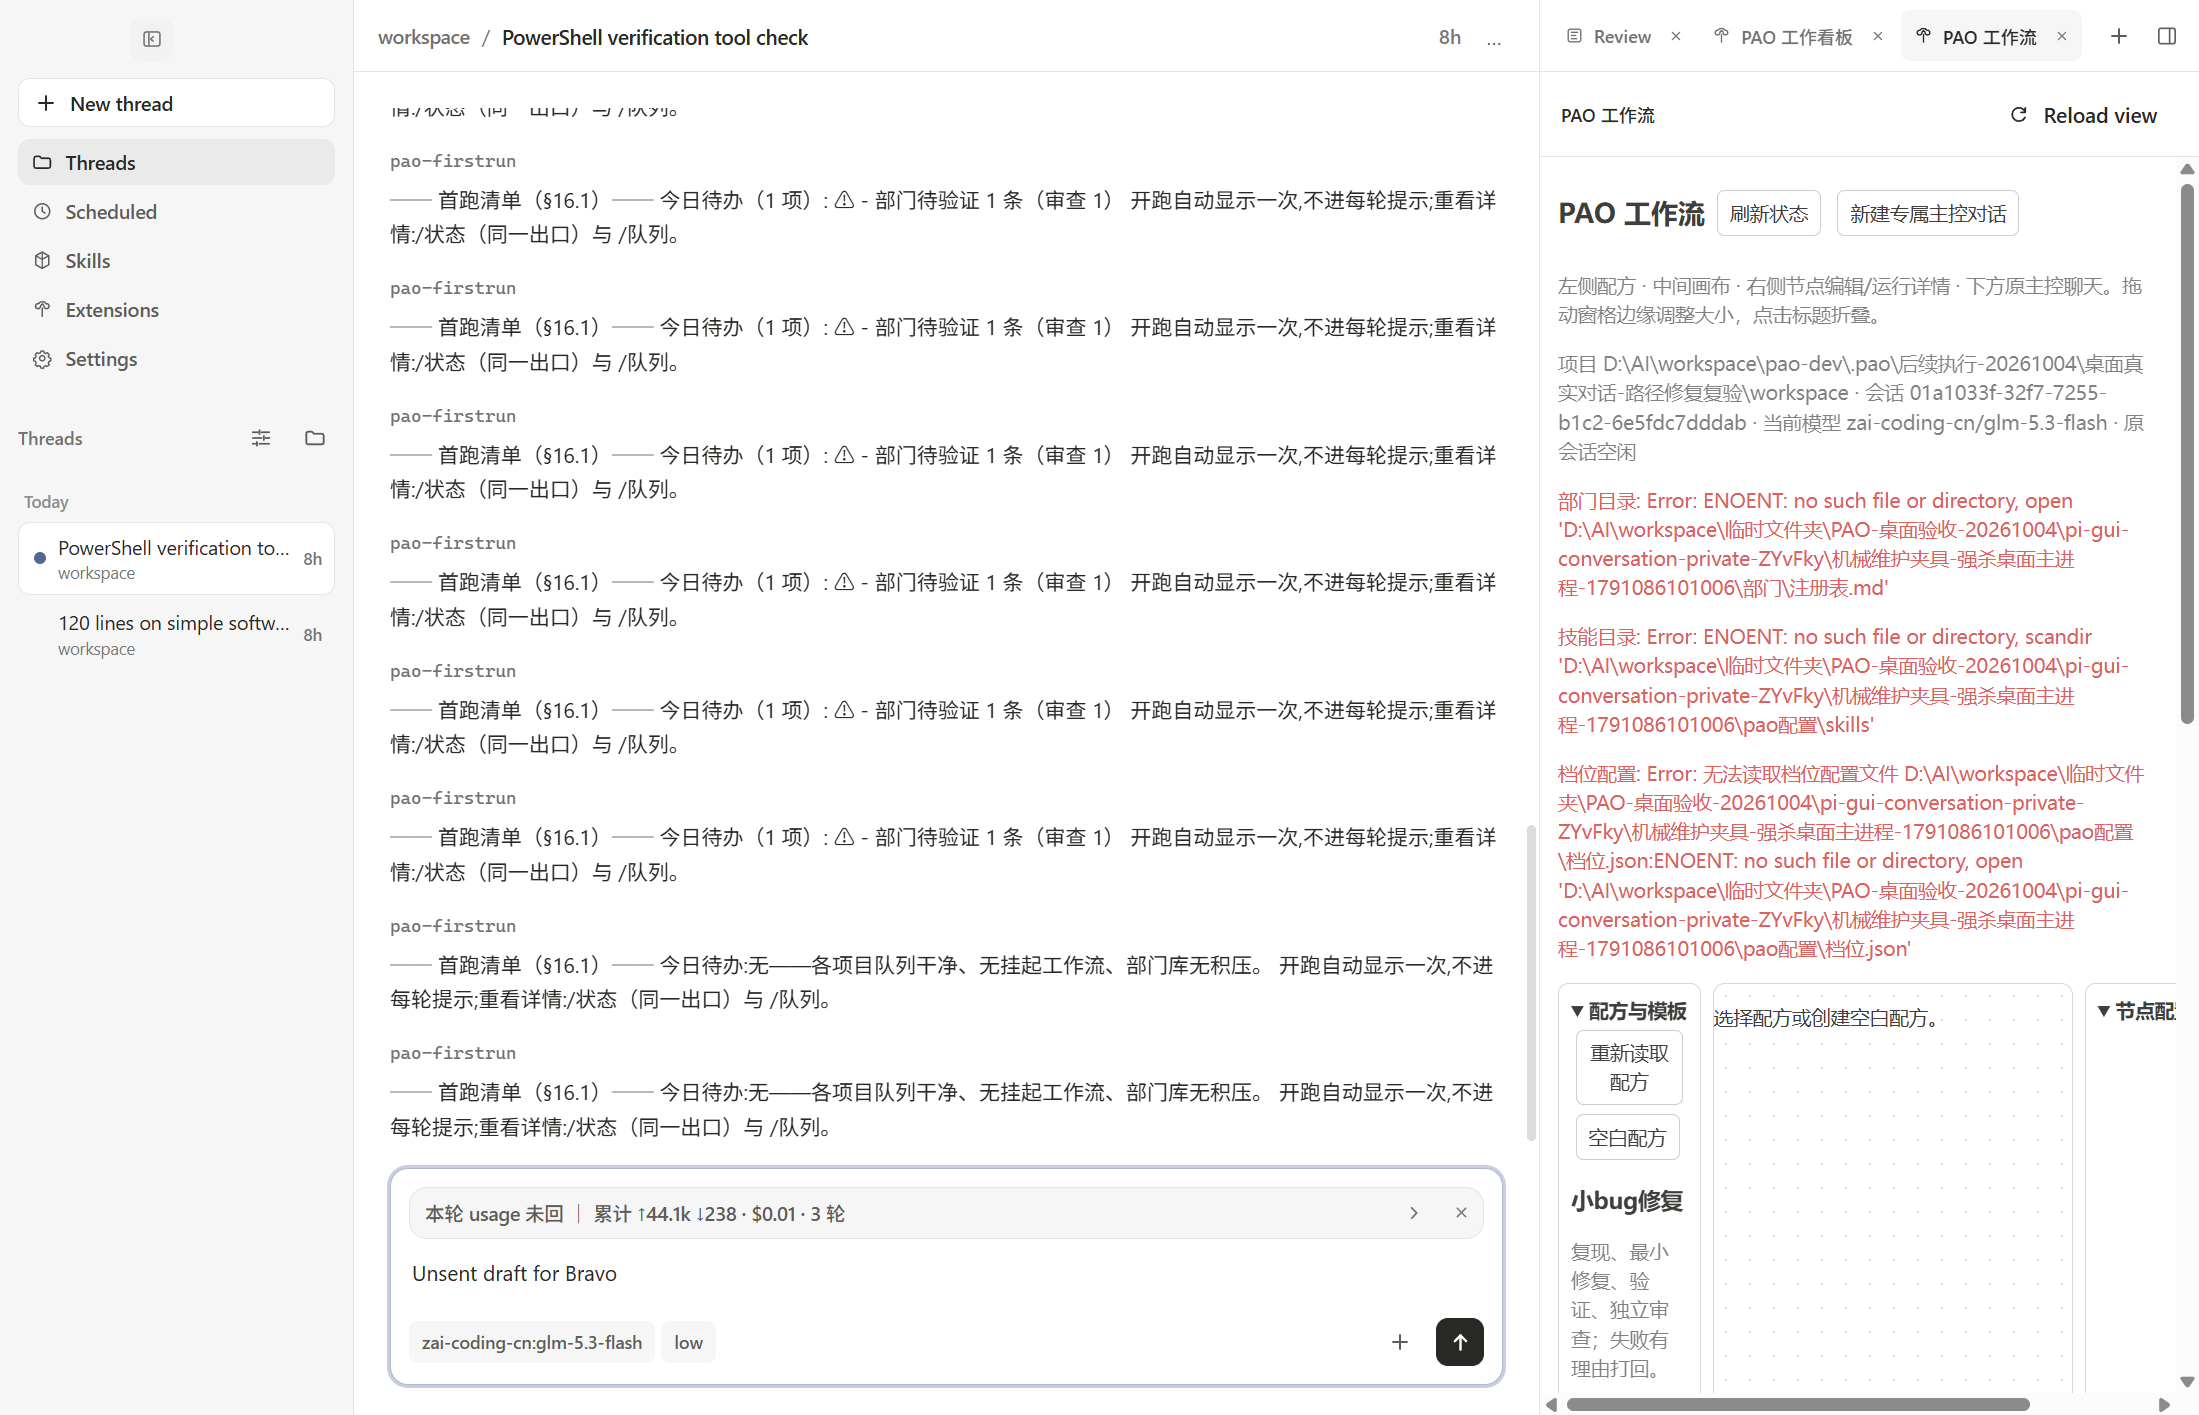 New thread
Threads
Scheduled
Skills
Extensions
Settings
Threads
Today
PowerShell verification to...
workspace
8h
120 lines on simple softw...
workspace
8h
workspace / PowerShell verification tool check
8h
...
情:/状态（同一出口）与 /队列。
pao-firstrun
—— 首跑清单（§16.1）—— 今日待办（1 项）: ⚠ - 部门待验证 1 条（审查 1） 开跑自动显示一次,不进每轮提示;重看详
情:/状态（同一出口）与 /队列。
pao-firstrun
—— 首跑清单（§16.1）—— 今日待办（1 项）: ⚠ - 部门待验证 1 条（审查 1） 开跑自动显示一次,不进每轮提示;重看详
情:/状态（同一出口）与 /队列。
pao-firstrun
—— 首跑清单（§16.1）—— 今日待办（1 项）: ⚠ - 部门待验证 1 条（审查 1） 开跑自动显示一次,不进每轮提示;重看详
情:/状态（同一出口）与 /队列。
pao-firstrun
—— 首跑清单（§16.1）—— 今日待办（1 项）: ⚠ - 部门待验证 1 条（审查 1） 开跑自动显示一次,不进每轮提示;重看详
情:/状态（同一出口）与 /队列。
pao-firstrun
—— 首跑清单（§16.1）—— 今日待办（1 项）: ⚠ - 部门待验证 1 条（审查 1） 开跑自动显示一次,不进每轮提示;重看详
情:/状态（同一出口）与 /队列。
pao-firstrun
—— 首跑清单（§16.1）—— 今日待办（1 项）: ⚠ - 部门待验证 1 条（审查 1） 开跑自动显示一次,不进每轮提示;重看详
情:/状态（同一出口）与 /队列。
pao-firstrun
—— 首跑清单（§16.1）—— 今日待办:无——各项目队列干净、无挂起工作流、部门库无积压。 开跑自动显示一次,不进
每轮提示;重看详情:/状态（同一出口）与 /队列。
pao-firstrun
—— 首跑清单（§16.1）—— 今日待办:无——各项目队列干净、无挂起工作流、部门库无积压。 开跑自动显示一次,不进
每轮提示;重看详情:/状态（同一出口）与 /队列。
本轮 usage 未回 │ 累计 ↑44.1k ↓238 · $0.01 · 3 轮
Unsent draft for Bravo
zai-coding-cn:glm-5.3-flash
low
Review
PAO 工作看板
PAO 工作流
PAO 工作流
Reload view
PAO 工作流
刷新状态
新建专属主控对话
左侧配方 · 中间画布 · 右侧节点编辑/运行详情 · 下方原主控聊天。拖
动窗格边缘调整大小，点击标题折叠。
项目 D:\AI\workspace\pao-dev\.pao\后续执行-20261004\桌面真
实对话-路径修复复验\workspace · 会话 01a1033f-32f7-7255-
b1c2-6e5fdc7dddab · 当前模型 zai-coding-cn/glm-5.3-flash · 原
会话空闲
部门目录: Error: ENOENT: no such file or directory, open
'D:\AI\workspace\临时文件夹\PAO-桌面验收-20261004\pi-gui-
conversation-private-ZYvFky\机械维护夹具-强杀桌面主进
程-1791086101006\部门\注册表.md'
技能目录: Error: ENOENT: no such file or directory, scandir
'D:\AI\workspace\临时文件夹\PAO-桌面验收-20261004\pi-gui-
conversation-private-ZYvFky\机械维护夹具-强杀桌面主进
程-1791086101006\pao配置\skills'
档位配置: Error: 无法读取档位配置文件 D:\AI\workspace\临时文件
夹\PAO-桌面验收-20261004\pi-gui-conversation-private-
ZYvFky\机械维护夹具-强杀桌面主进程-1791086101006\pao配置
\档位.json:ENOENT: no such file or directory, open
'D:\AI\workspace\临时文件夹\PAO-桌面验收-20261004\pi-gui-
conversation-private-ZYvFky\机械维护夹具-强杀桌面主进
程-1791086101006\pao配置\档位.json'
▼ 配方与模板
重新读取
配方
空白配方
小bug修复
复现、最小
修复、验
证、独立审
查；失败有
理由打回。
选择配方或创建空白配方。
▼ 节点配